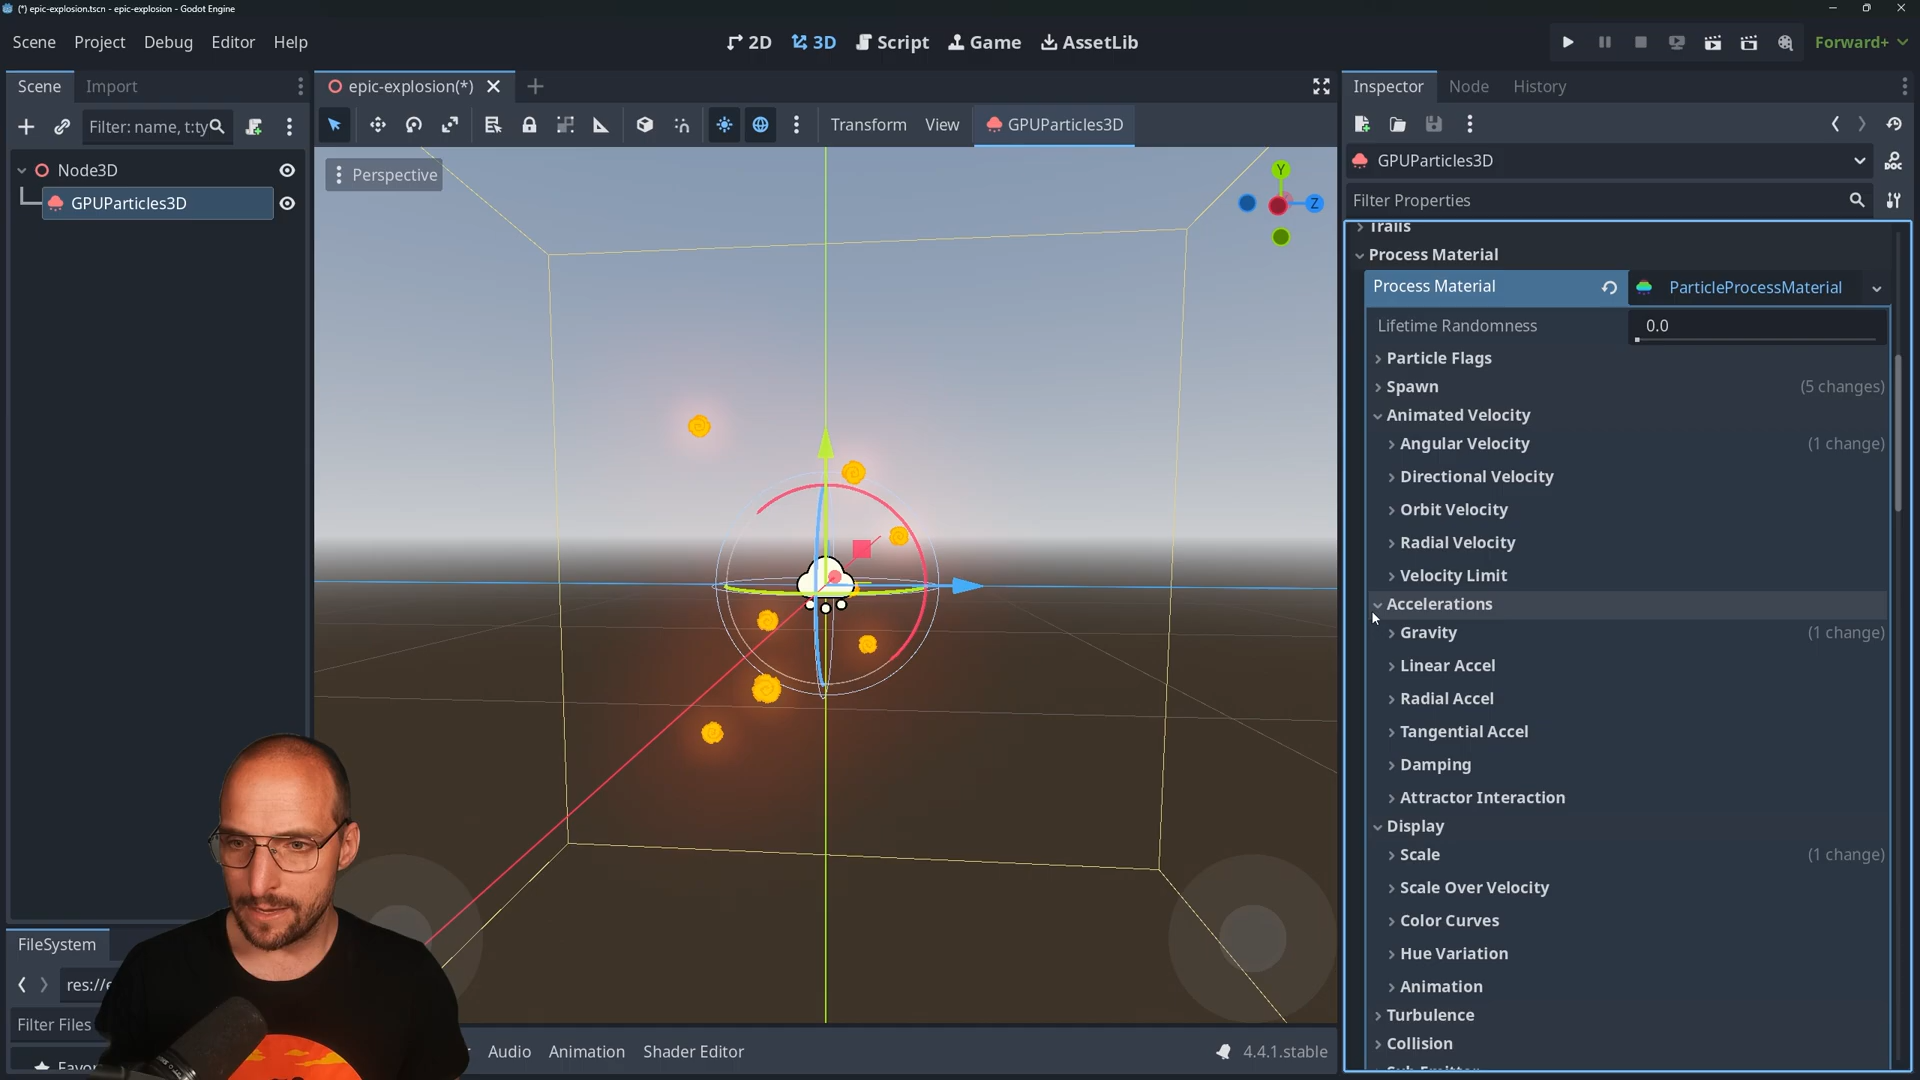 (*) epic-explosion.tscn - epic-explosion - Godot Engine
Scene Project Debug Editor Help
2D 3D Script Game AssetLib
Forward+
Scene Import
epic-explosion(*)
Inspector Node History
Filter: name, t:ty
Transform View GPUParticles3D
Node3D
GPUParticles3D
Perspective
Y
Z
GPUParticles3D
Filter Properties
Trails
Process Material
Process Material ParticleProcessMaterial
Lifetime Randomness 0.0
Particle Flags
Spawn (5 changes)
Animated Velocity
Angular Velocity (1 change)
Directional Velocity
Orbit Velocity
Radial Velocity
Velocity Limit
Accelerations
Gravity (1 change)
Linear Accel
Radial Accel
Tangential Accel
Damping
Attractor Interaction
Display
Scale (1 change)
Scale Over Velocity
Color Curves
Hue Variation
Animation
Turbulence
Collision
FileSystem
res://e
Filter Files
Audio Animation Shader Editor
4.4.1.stable